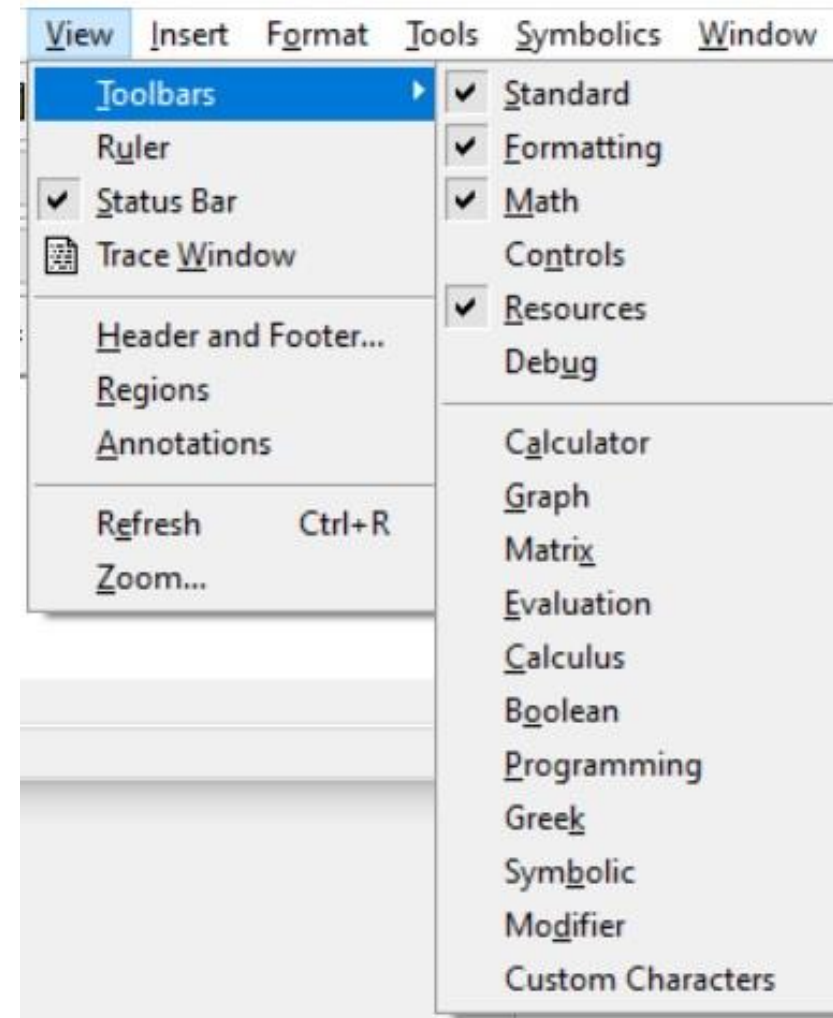 View Insert Format Tools Symbolics Window
Toolbars
Ruler
Status Bar
Trace Window
Header and Footer...
Regions
Annotations
Refresh Ctrl+R
Zoom...
Standard
Formatting
Math
Controls
Resources
Debug
Calculator
Graph
Matrix
Evaluation
Calculus
Boolean
Programming
Greek
Symbolic
Modifier
Custom Characters